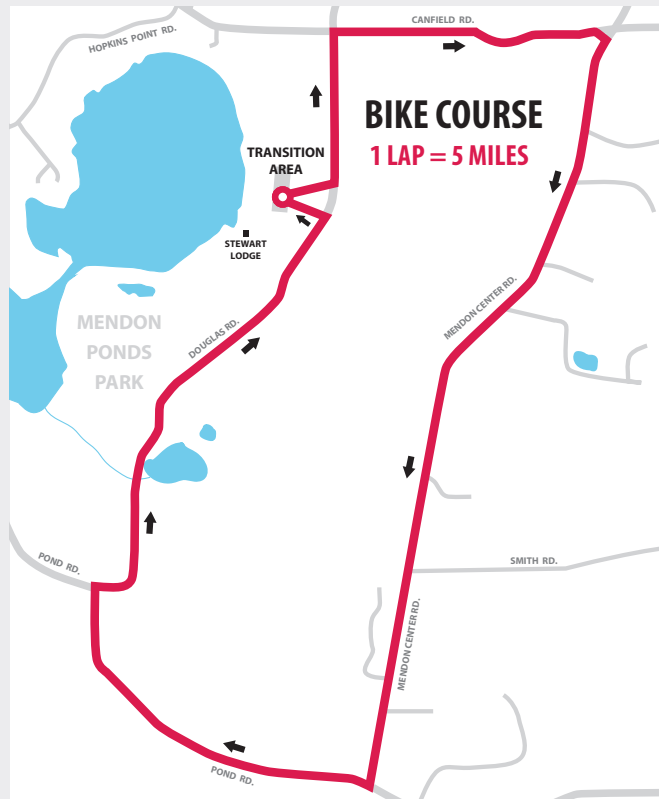 CANFIELD RD.
HOPKINS POINT RD.
BIKE COURSE
1 LAP = 5 MILES
TRANSITION
AREA
STEWART
LODGE
MENDON CENTER RD.
MENDON
PONDS
PARK
DOUGLAS RD.
POND RD.
SMITH RD.
MENDON CENTER RD.
POND RD.